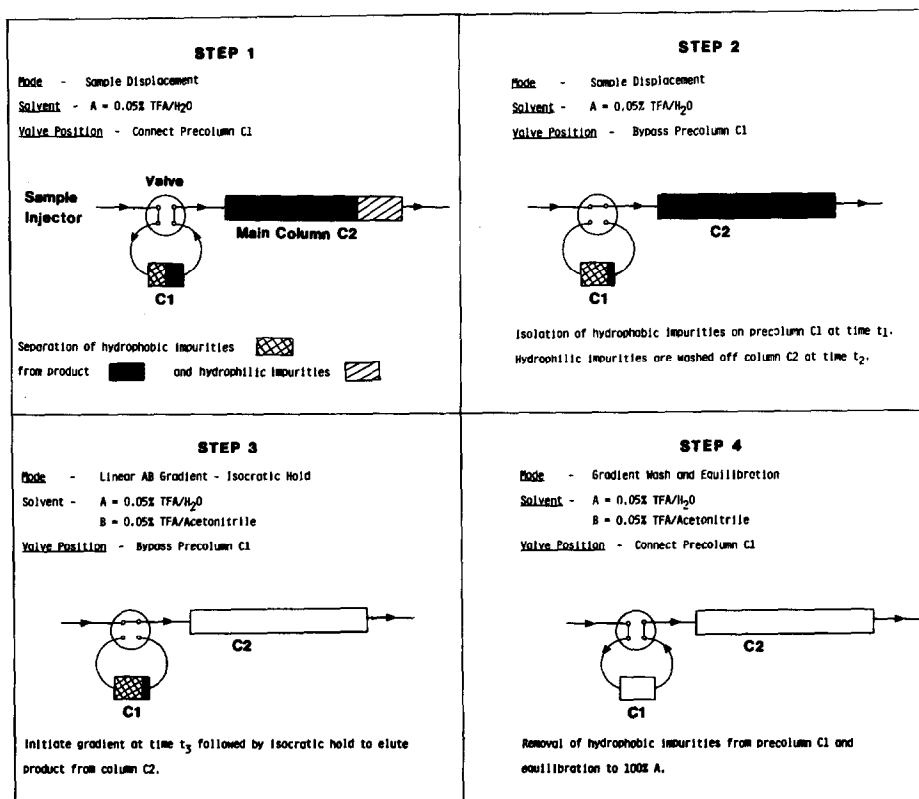 STEP 1
Mode - Sample Displacement
Solvent - A = 0.05% TFA/H2O
Valve Position - Connect Precolumn C1
Valve
Sample
Injector
Main Column C2
C1
Separation of hydrophobic impurities
from product and hydrophilic impurities
STEP 2
Mode - Sample Displacement
Solvent - A = 0.05% TFA/H2O
Valve Position - Bypass Precolumn C1
C2
C1
Isolation of hydrophobic impurities on precolumn C1 at time t1.
Hydrophilic impurities are washed off column C2 at time t2.
STEP 3
Mode - Linear AB Gradient - Isocratic Hold
Solvent - A = 0.05% TFA/H2O
B = 0.05% TFA/Acetonitrile
Valve Position - Bypass Precolumn C1
C2
C1
Initiate gradient at time t3 followed by isocratic hold to elute
product from column C2.
STEP 4
Mode - Gradient Wash and Equilibration
Solvent - A = 0.05% TFA/H2O
B = 0.05% TFA/Acetonitrile
Valve Position - Connect Precolumn C1
C2
C1
Removal of hydrophobic impurities from precolumn C1 and
equilibration to 100% A.